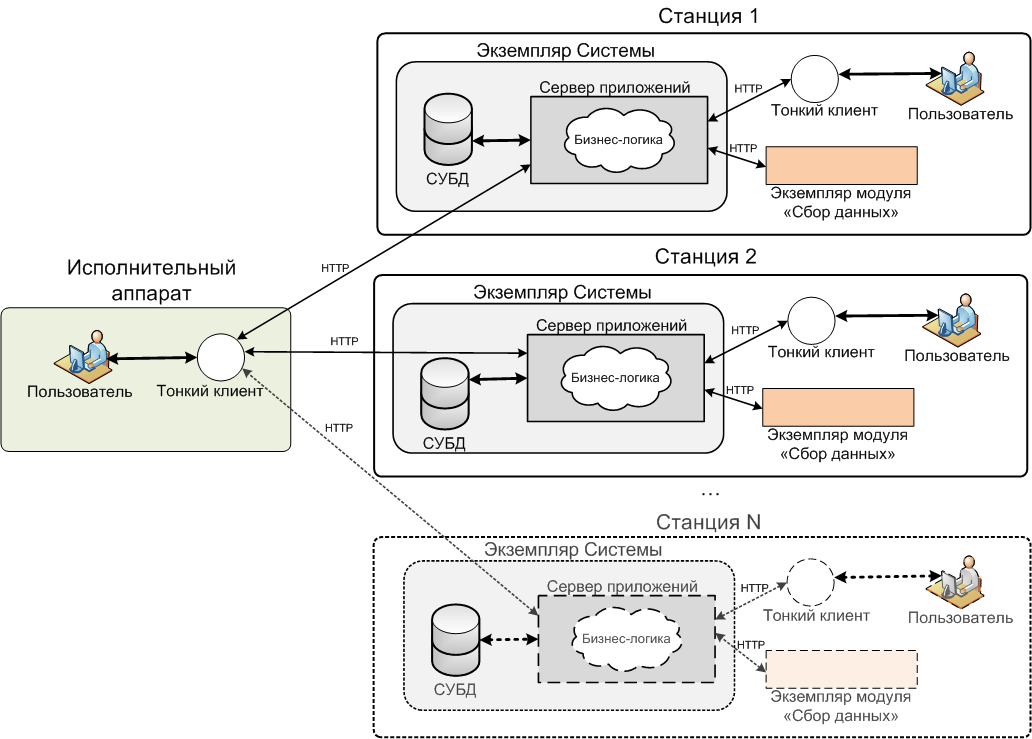 Станция 1
Экземпляр Системы
Сервер приложений
Бизнес-логика
СУБД
HTTP
Тонкий клиент
Пользователь
HTTP
Экземпляр модуля
«Сбор данных»
Исполнительный
аппарат
Пользователь
Тонкий клиент
HTTP
HTTP
HTTP
Станция 2
Экземпляр Системы
Сервер приложений
Бизнес-логика
СУБД
HTTP
Тонкий клиент
Пользователь
HTTP
Экземпляр модуля
«Сбор данных»
...
Станция N
Экземпляр Системы
Сервер приложений
Бизнес-логика
СУБД
HTTP
Тонкий клиент
Пользователь
HTTP
Экземпляр модуля
«Сбор данных»